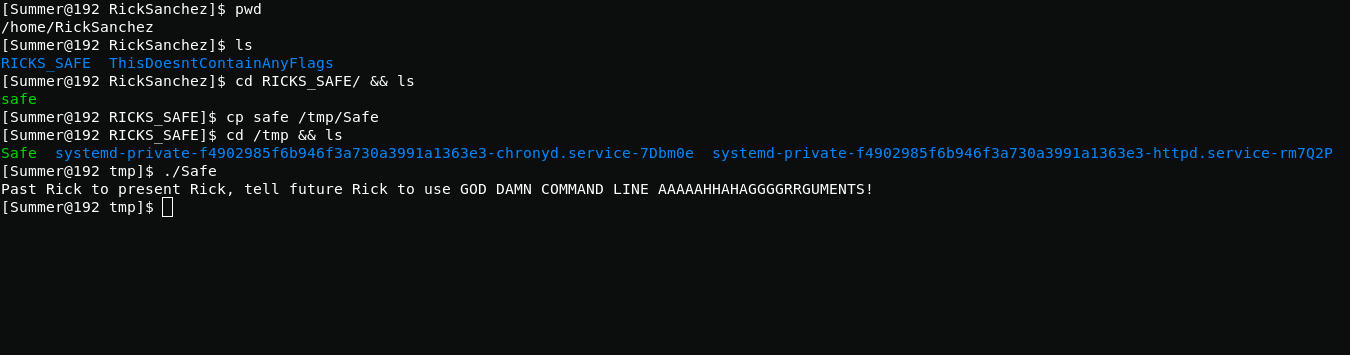 [Summer@192 RickSanchez]$ pwd
/home/RickSanchez
[Summer@192 RickSanchez]$ ls
RICKS_SAFE  ThisDoesntContainAnyFlags
[Summer@192 RickSanchez]$ cd RICKS_SAFE/ && ls
safe
[Summer@192 RICKS_SAFE]$ cp safe /tmp/Safe
[Summer@192 RICKS_SAFE]$ cd /tmp && ls
Safe  systemd-private-f4902985f6b946f3a730a3991a1363e3-chronyd.service-7Dbm0e  systemd-private-f4902985f6b946f3a730a3991a1363e3-httpd.service-rm7Q2P
[Summer@192 tmp]$ ./Safe
Past Rick to present Rick, tell future Rick to use GOD DAMN COMMAND LINE AAAAAHHAHAGGGGRRGUMENTS!
[Summer@192 tmp]$